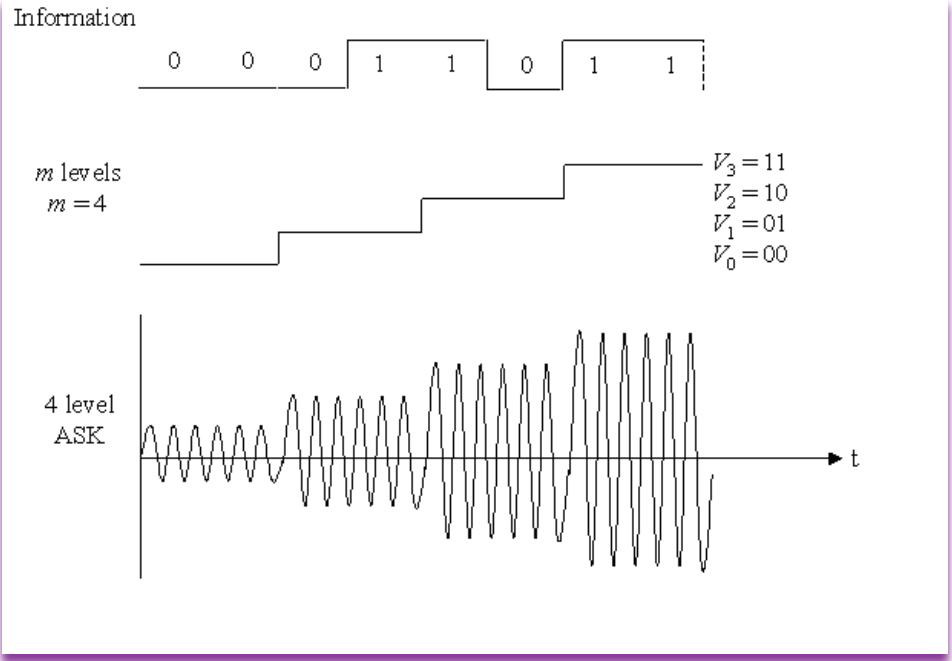 Information
0 0 0 1 1 0 1 1
m levels
m = 4
V3 = 11
V2 = 10
V1 = 01
V0 = 00
4 level
ASK
t